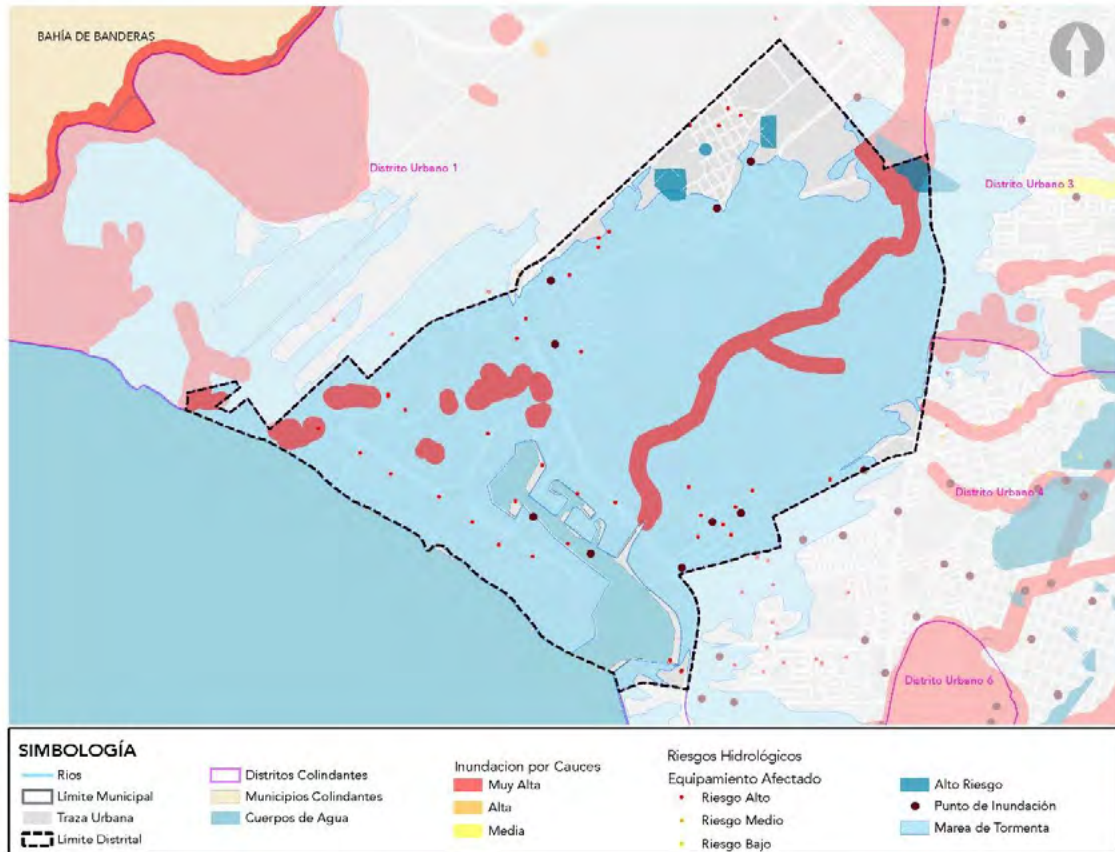 BAHÍA DE BANDERAS
Distrito Urbano 1
Distrito Urbano 3
Distrito Urbano 4
Distrito Urbano 6
SIMBOLOGÍA
Rios
Límite Municipal
Traza Urbana
Limite Distrital
Distritos Colindantes
Municipios Colindantes
Cuerpos de Agua
Inundacion por Cauces
Muy Alta
Alta
Media
Riesgos Hidrológicos
Equipamiento Afectado
Riesgo Alto
Riesgo Medio
Riesgo Bajo
Alto Riesgo
Punto de Inundación
Marea de Tormenta